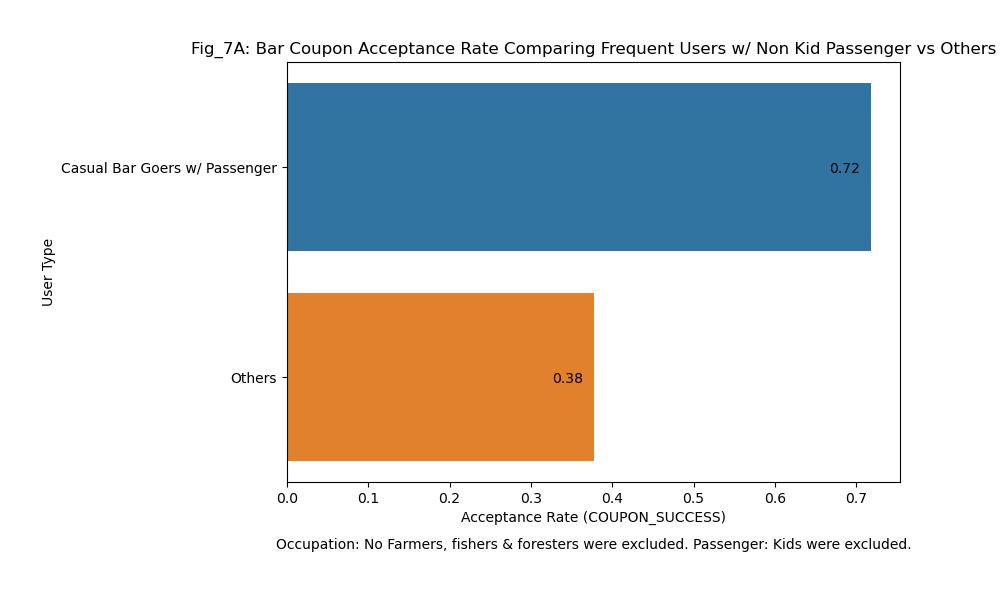 Fig_7A: Bar Coupon Acceptance Rate Comparing Frequent Users w/ Non Kid Passenger vs Others
User Type
Casual Bar Goers w/ Passenger
0.72
Others
0.38
0.0 0.1 0.2 0.3 0.4 0.5 0.6 0.7
Acceptance Rate (COUPON_SUCCESS)
Occupation: No Farmers, fishers & foresters were excluded. Passenger: Kids were excluded.